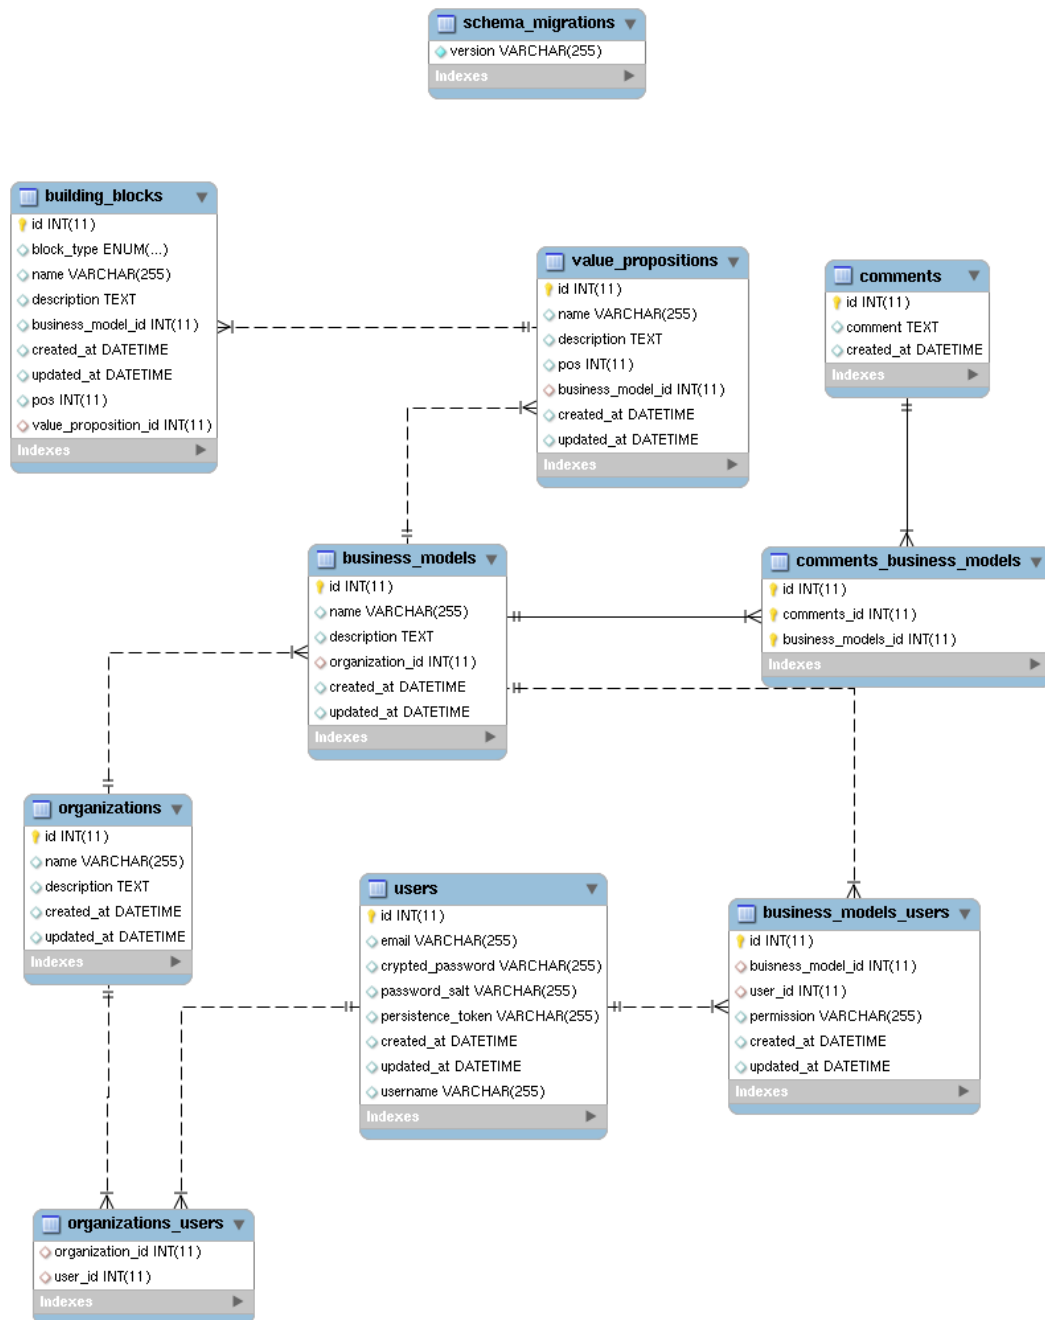 schema_migrations
version VARCHAR(255)
Indexes
building_blocks
id INT(11)
block_type ENUM(...)
name VARCHAR(255)
description TEXT
business_model_id INT(11)
created_at DATETIME
updated_at DATETIME
pos INT(11)
value_proposition_id INT(11)
Indexes
value_propositions
id INT(11)
name VARCHAR(255)
description TEXT
pos INT(11)
business_model_id INT(11)
created_at DATETIME
updated_at DATETIME
Indexes
comments
id INT(11)
comment TEXT
created_at DATETIME
Indexes
business_models
id INT(11)
name VARCHAR(255)
description TEXT
organization_id INT(11)
created_at DATETIME
updated_at DATETIME
Indexes
comments_business_models
id INT(11)
comments_id INT(11)
business_models_id INT(11)
Indexes
organizations
id INT(11)
name VARCHAR(255)
description TEXT
created_at DATETIME
updated_at DATETIME
Indexes
users
id INT(11)
email VARCHAR(255)
crypted_password VARCHAR(255)
password_salt VARCHAR(255)
persistence_token VARCHAR(255)
created_at DATETIME
updated_at DATETIME
username VARCHAR(255)
Indexes
business_models_users
id INT(11)
buisness_model_id INT(11)
user_id INT(11)
permission VARCHAR(255)
created_at DATETIME
updated_at DATETIME
Indexes
organizations_users
organization_id INT(11)
user_id INT(11)
Indexes